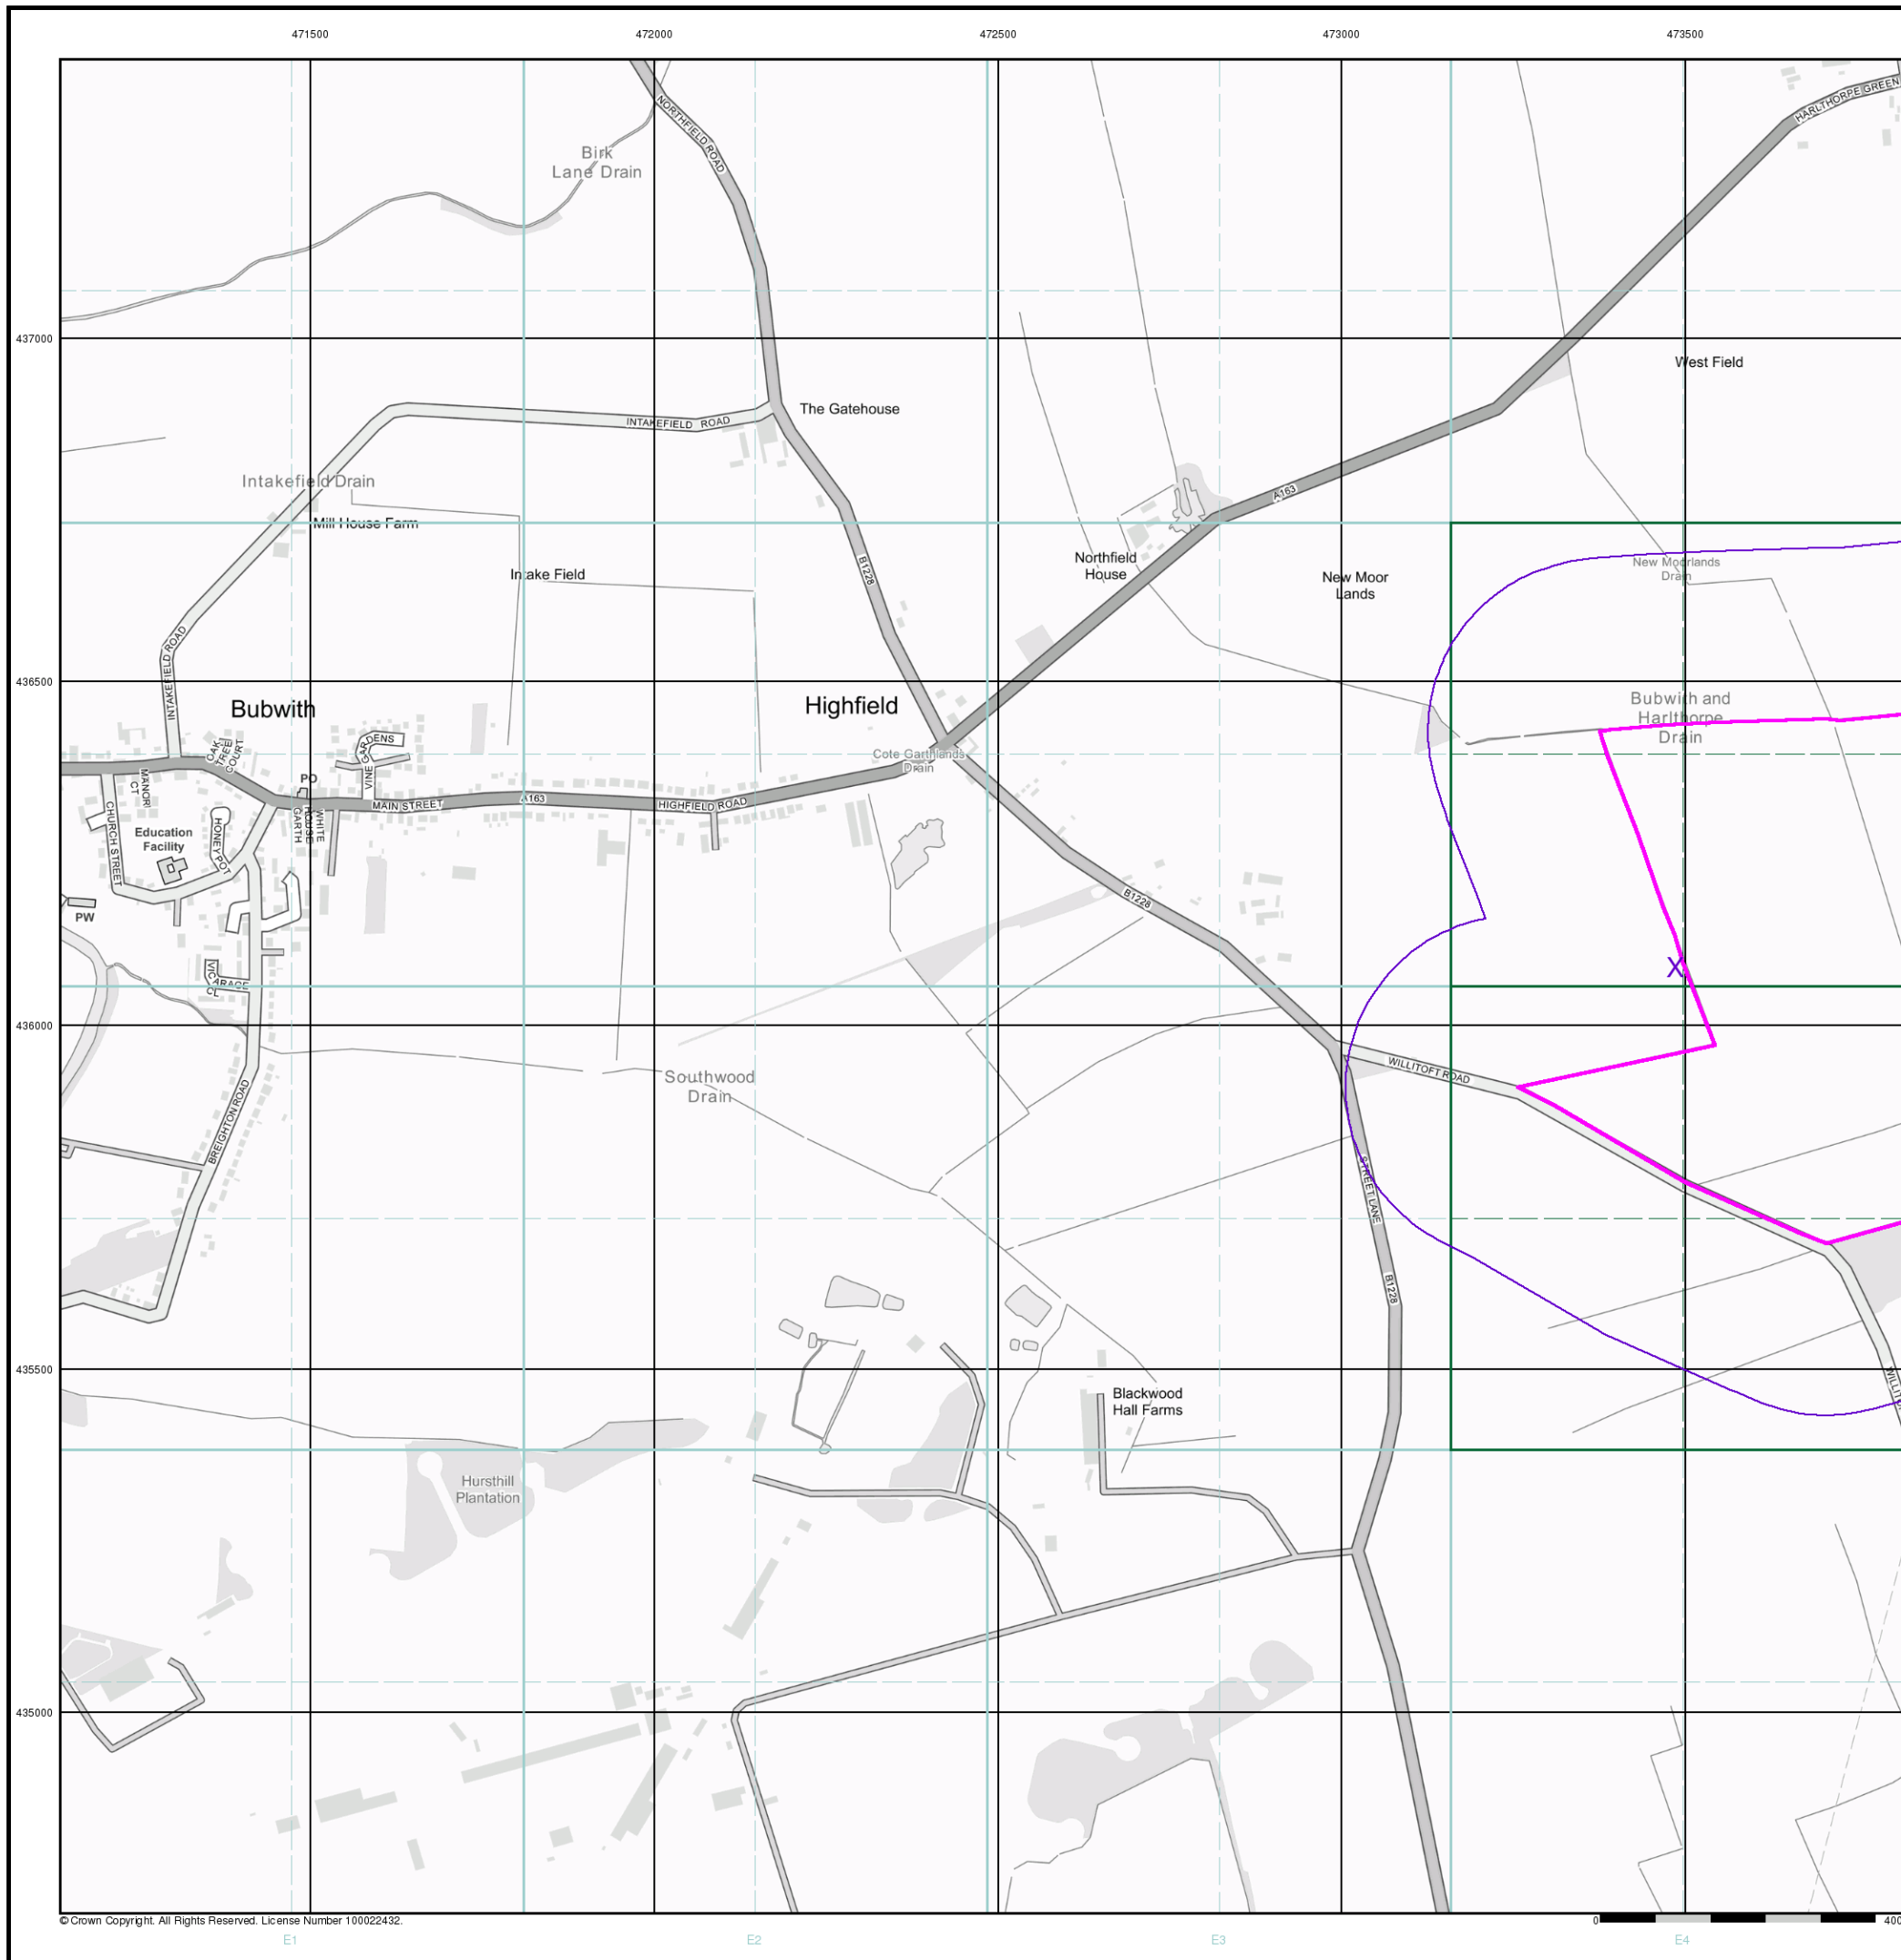 471500 472000 472500 473000 473500
HARLTHORPE GREEN
NORTHFIELD ROAD
Birk
Lane Drain
437000
West Field
The Gatehouse
INTAKEFIELD ROAD
Intakefield Drain
A163
Mill House Farm
Northfield
House
New Moorlands
Drain
Intake Field
B1228
New Moor
Lands
INTAKEFIELD ROAD
436500
Bubwith
Highfield
Bubwith and
Harlthorpe
Drain
OAK
TREE
COURT
VINE GARDENS
Cote Garthlands
Drain
MANOR
CT
PO
MAIN STREET
A163
HIGHFIELD ROAD
CHURCH STREET
Education
Facility
HONEY POT
WHITE
HOUSE
GARTH
B1228
PW
X
VICARAGE
CL
436000
WILLITOFT ROAD
Southwood
Drain
BREIGHTON ROAD
STREET LANE
B1228
435500
Blackwood
Hall Farms
Hursthill
Plantation
435000
© Crown Copyright. All Rights Reserved. License Number 100022432.
0
E1 E2 E3 E4